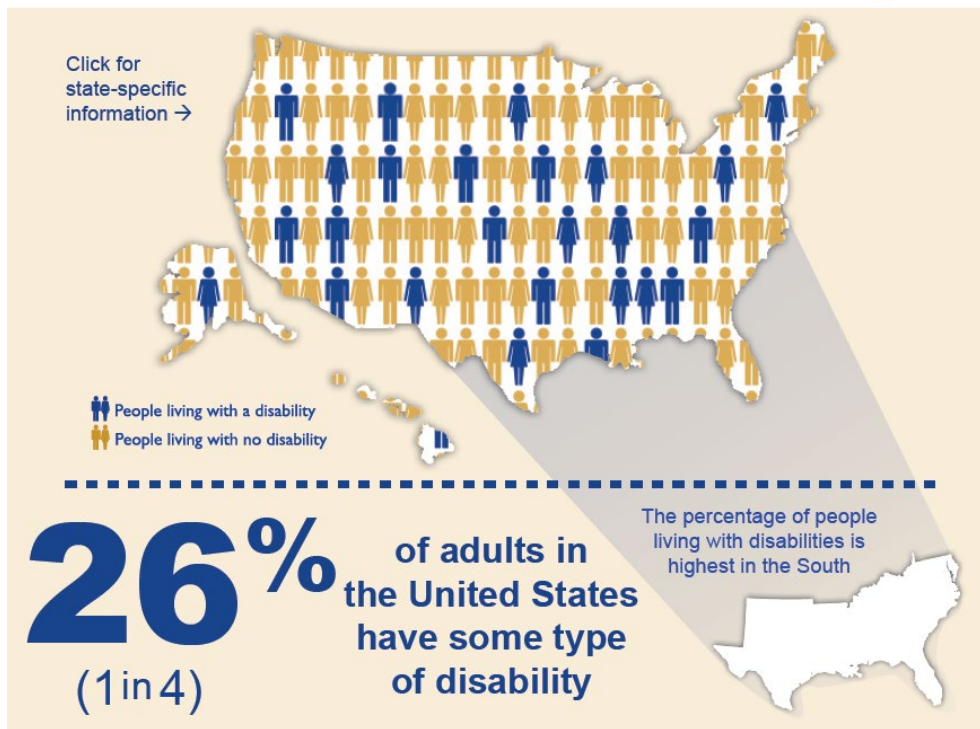 Click for
state-specific
information →
People living with a disability
People living with no disability
26%
(1 in 4)
of adults in
the United States
have some type
of disability
The percentage of people
living with disabilities is
highest in the South